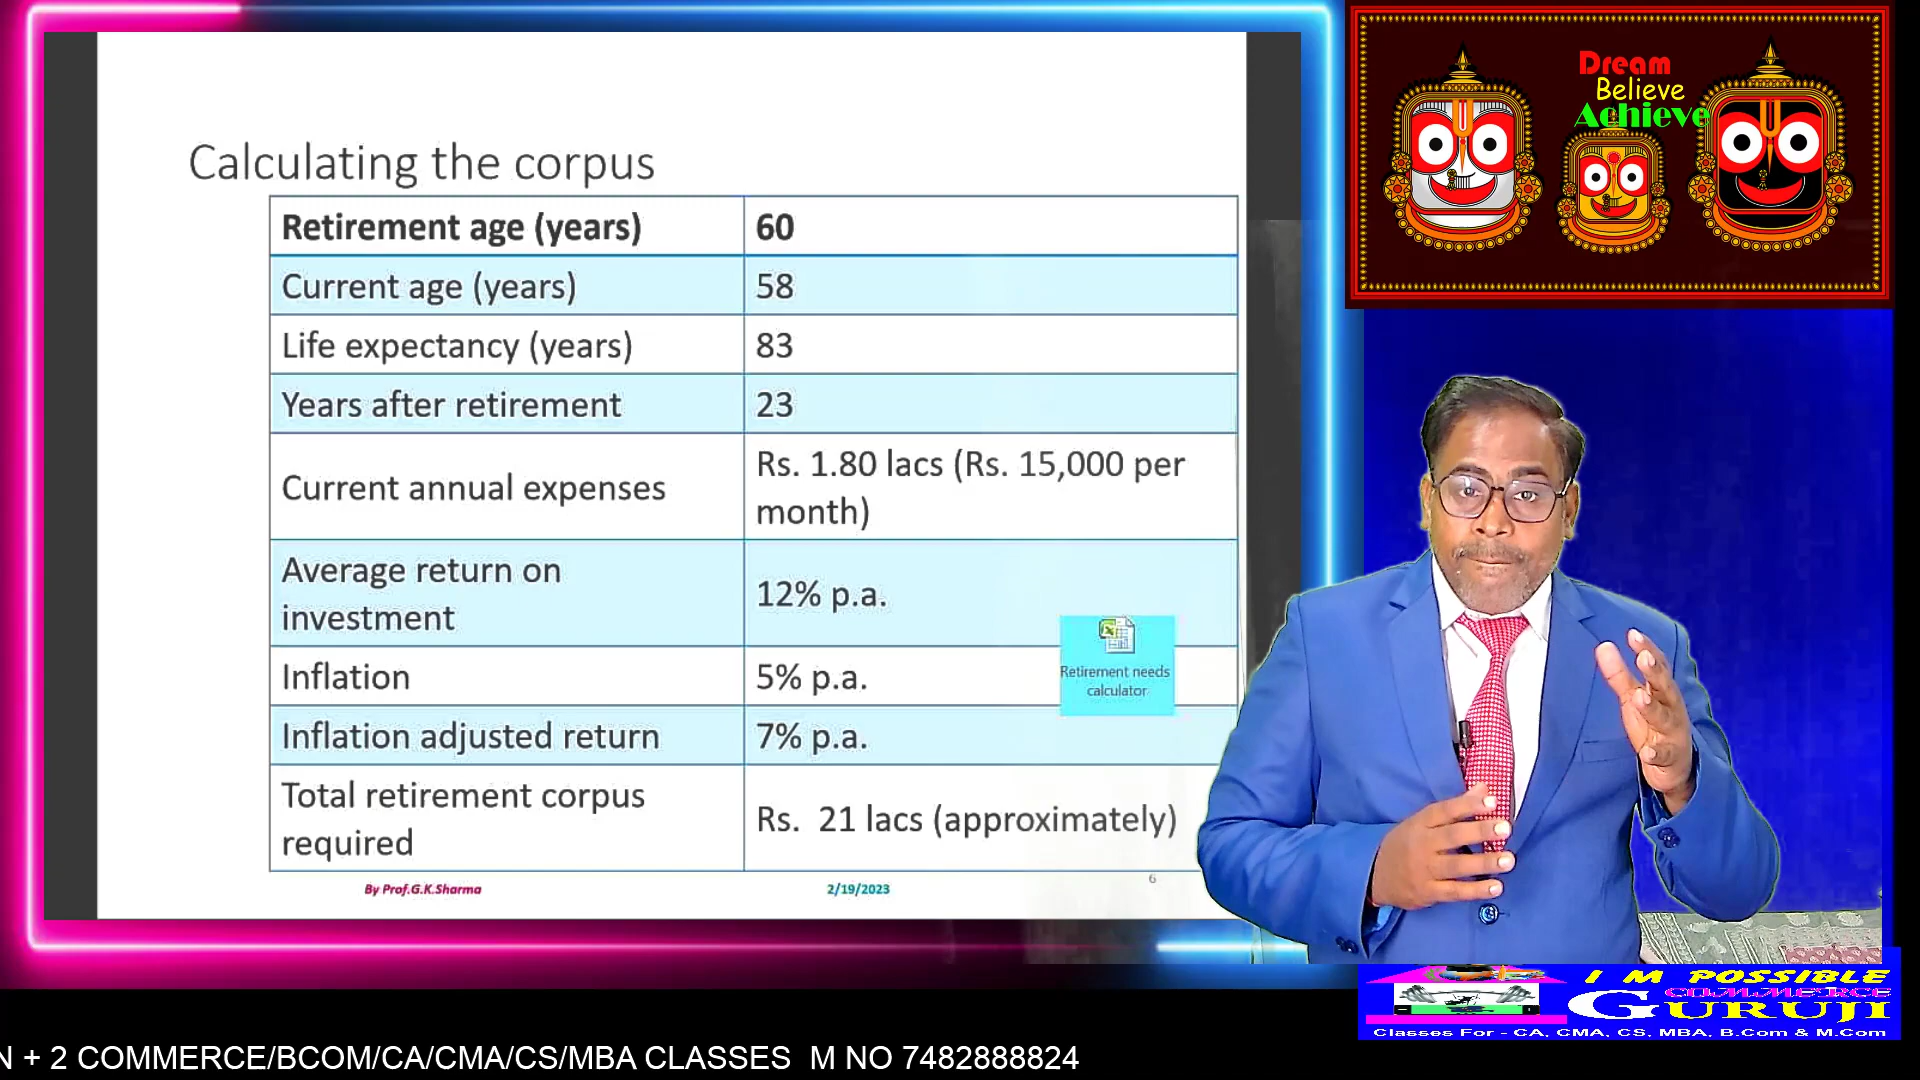 Calculating the corpus
Retirement age (years) 60
Current age (years) 58
Life expectancy (years) 83
Years after retirement 23
Current annual expenses
Rs. 1.80 lacs (Rs. 15,000 per
month)
Average return on
investment
12% p.a.
Inflation 5% p.a.
Retirement needs
calculator
Inflation adjusted return 7% p.a.
Total retirement corpus
required
Rs. 21 lacs (approximately)
By Prof.G.K.Sharma
2/19/2023
6
Dream
Believe
Achieve
I M POSSIBLE
COMMERCE
GURUJI
Classes For - CA, CMA, CS, MBA, B.Com & M.Com
N + 2 COMMERCE/BCOM/CA/CMA/CS/MBA CLASSES M NO 7482888824